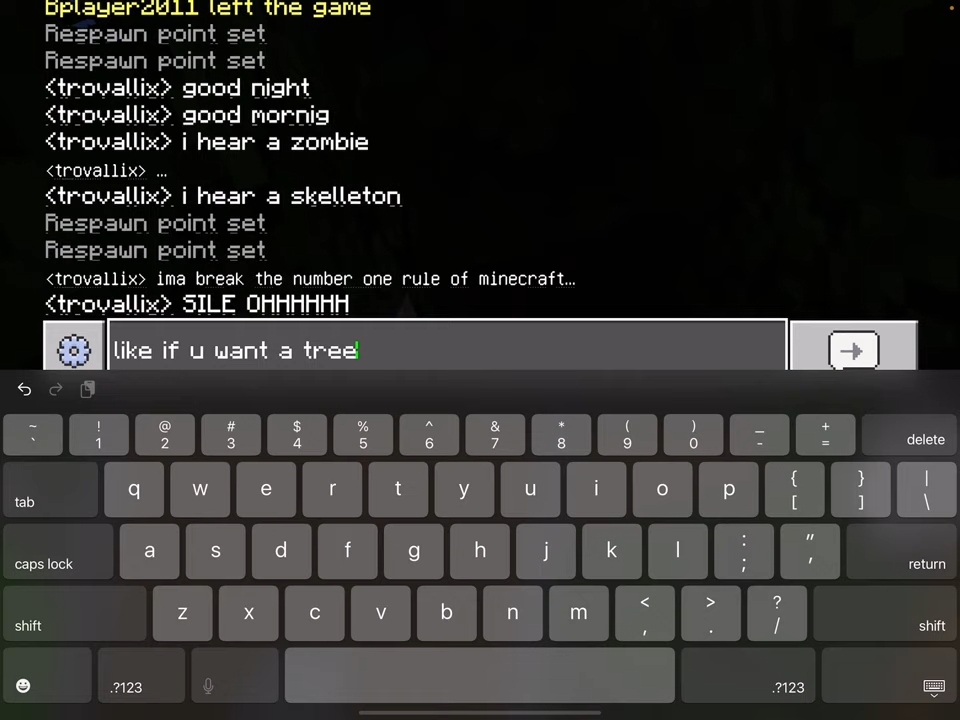 Bplayer2011 left the game
Respawn point set
Respawn point set
<trovallix> good night
<trovallix> good mornig
<trovallix> i hear a zombie
<trovallix> ...
<trovallix> i hear a skelleton
Respawn point set
Respawn point set
<trovallix> ima break the number one rule of minecraft...
<trovallix> SILE OHHHHHH
like if u want a tree
~ ! @ # $ % ^ & * ( ) _ +
` 1 2 3 4 5 6 7 8 9 0 - = delete
tab q w e r t y u i o p { [ } ] | \
caps lock a s d f g h j k l : ; " ' return
shift z x c v b n m < , > . ? / shift
.?123 .?123